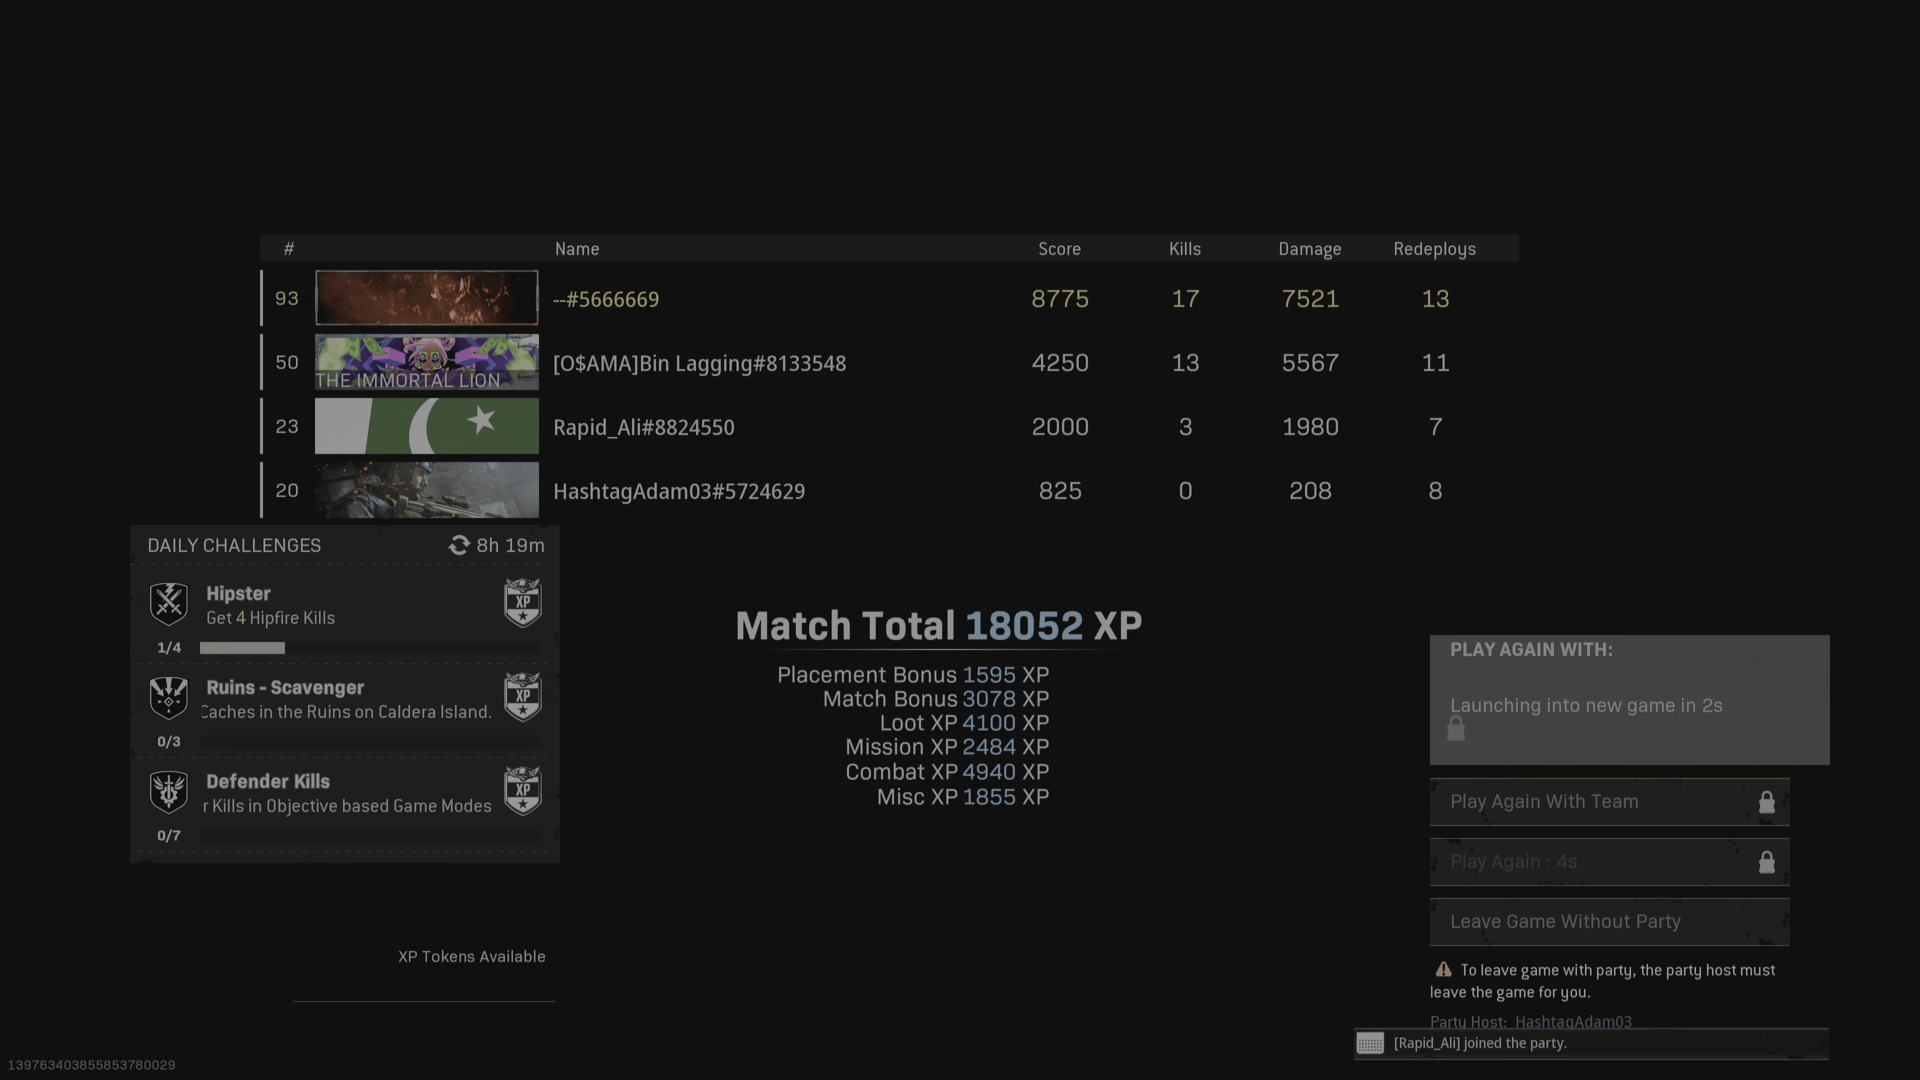 # Name Score Kills Damage Redeploys
93 --#5666669 8775 17 7521 13
50 THE IMMORTAL LION [O$AMA]Bin Lagging#8133548 4250 13 5567 11
23 Rapid_Ali#8824550 2000 3 1980 7
20 HashtagAdam03#5724629 825 0 208 8
DAILY CHALLENGES 8h 19m
Hipster
Get 4 Hipfire Kills
XP
1/4
Ruins - Scavenger
Caches in the Ruins on Caldera Island.
XP
0/3
Defender Kills
r Kills in Objective based Game Modes
XP
0/7
XP Tokens Available
Match Total 18052 XP
Placement Bonus 1595 XP
Match Bonus 3078 XP
Loot XP 4100 XP
Mission XP 2484 XP
Combat XP 4940 XP
Misc XP 1855 XP
PLAY AGAIN WITH:
Launching into new game in 2s
Play Again With Team
Play Again : 4s
Leave Game Without Party
To leave game with party, the party host must
leave the game for you.
Party Host: HashtagAdam03
[Rapid_Ali] joined the party.
139763403855853780029